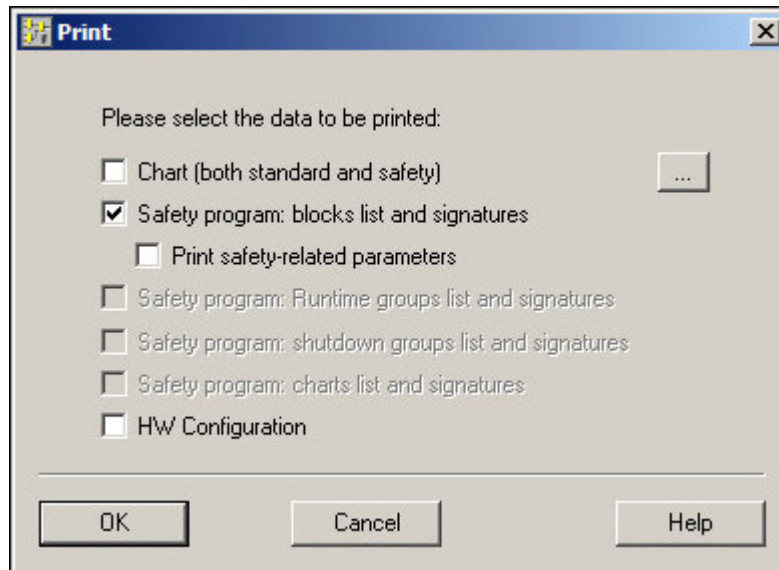 Print
Please select the data to be printed:
Chart (both standard and safety)
...
Safety program: blocks list and signatures
Print safety-related parameters
Safety program: Runtime groups list and signatures
Safety program: shutdown groups list and signatures
Safety program: charts list and signatures
HW Configuration
OK
Cancel
Help